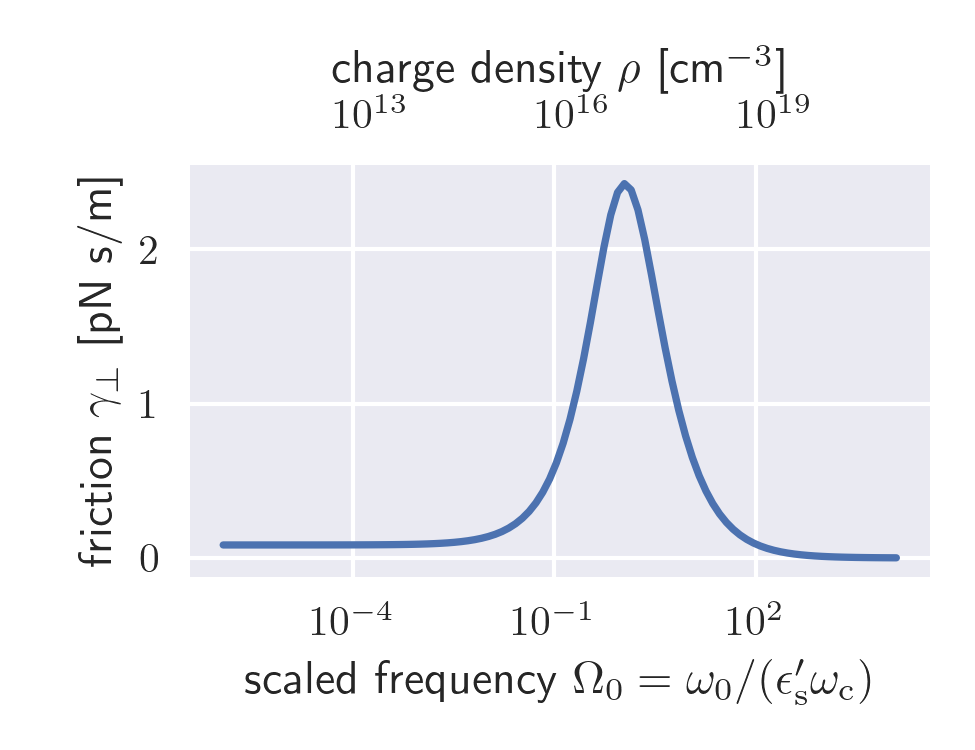 charge density ρ [cm⁻³]
10¹³ 10¹⁶ 10¹⁹
friction γ⊥ [pN s/m]
2
1
0
10⁻⁴ 10⁻¹ 10²
scaled frequency Ω₀ = ω₀/(ϵ′ₛω_c)